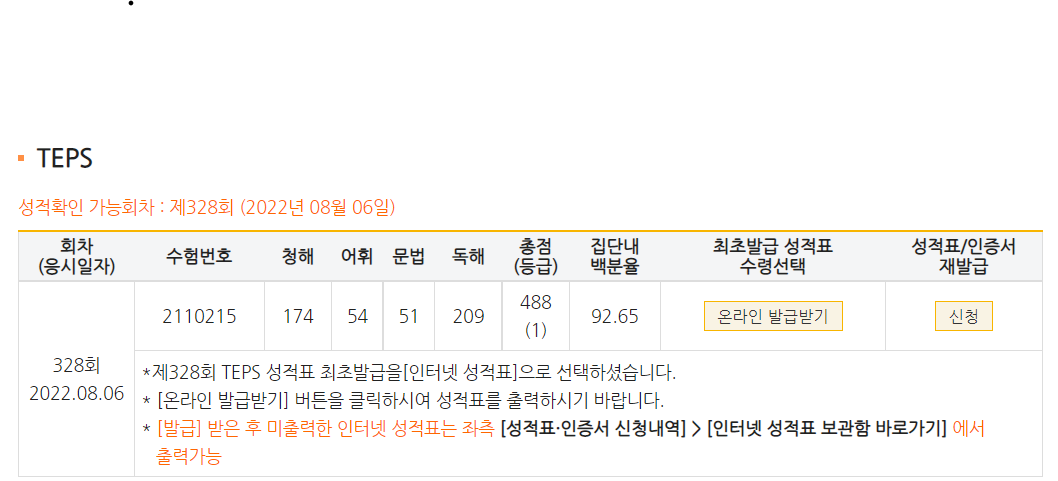 TEPS
성적확인 가능회차 : 제328회 (2022년 08월 06일)
회차
(응시일자)
수험번호
청해
어휘
문법
독해
총점
(등급)
집단내
백분율
최초발급 성적표
수령선택
성적표/인증서
재발급
328회
2022.08.06
2110215
174
54
51
209
488
(1)
92.65
온라인 발급받기
신청
*제328회 TEPS 성적표 최초발급을[인터넷 성적표]으로 선택하셨습니다.
* [온라인 발급받기] 버튼을 클릭하시여 성적표를 출력하시기 바랍니다.
* [발급] 받은 후 미출력한 인터넷 성적표는 좌측 [성적표·인증서 신청내역] > [인터넷 성적표 보관함 바로가기] 에서
출력가능